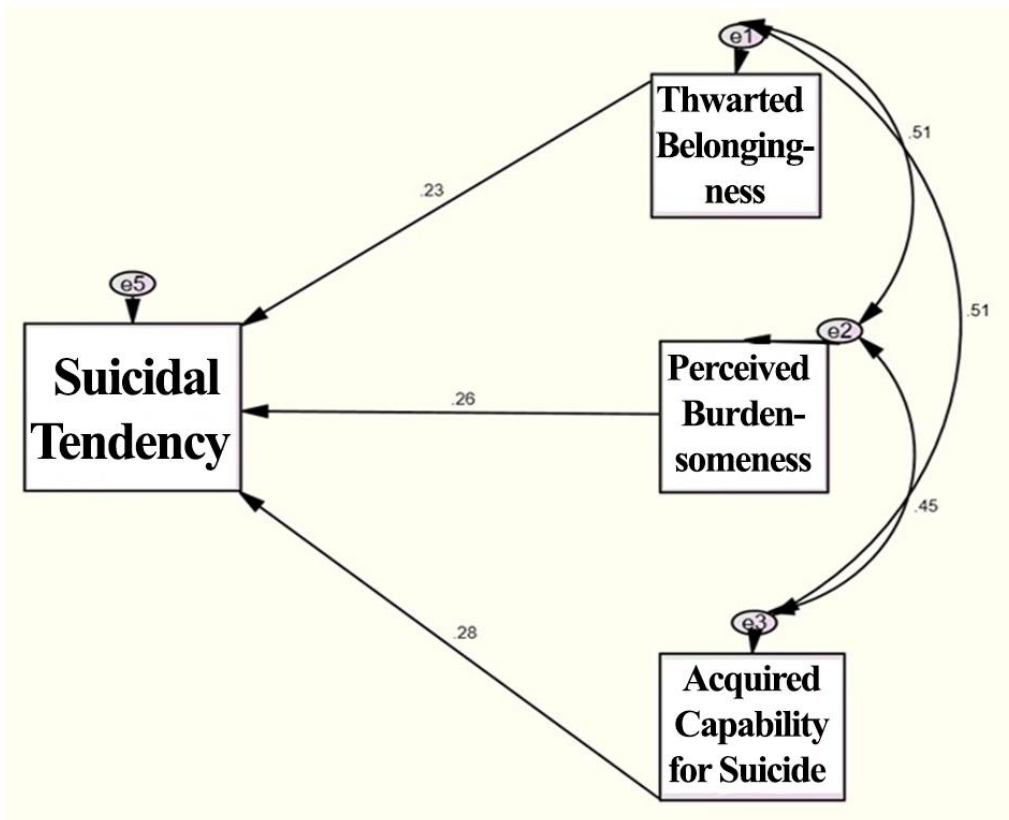 e1
Thwarted
Belonging-
ness
.51
.23
e5
.51
e2
Suicidal
Tendency
Perceived
Burden-
someness
.26
.45
e3
.28
Acquired
Capability
for Suicide